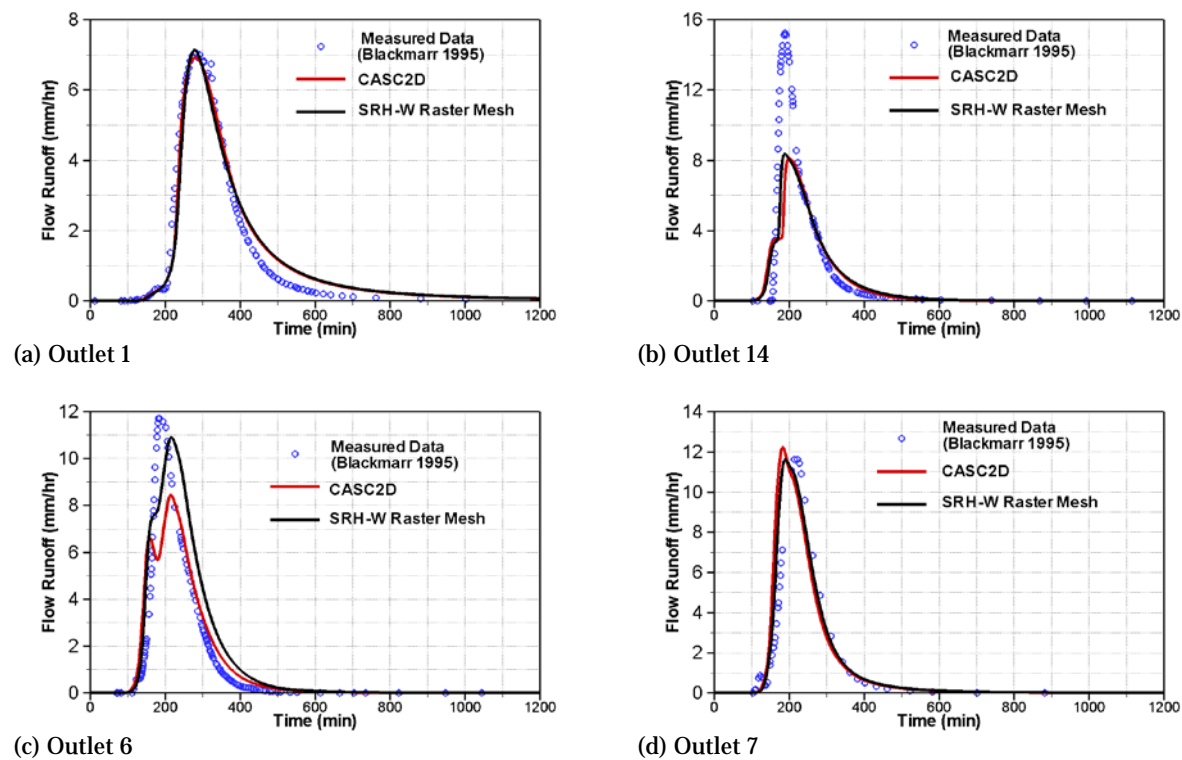 8
6
4
2
0
Flow Runoff (mm/hr)
Measured Data
(Blackmarr 1995)
CASC2D
SRH-W Raster Mesh
0 200 400 600 800 1000 1200
Time (min)
(a) Outlet 1
16
12
8
4
0
Flow Runoff (mm/hr)
Measured Data
(Blackmarr 1995)
CASC2D
SRH-W Raster Mesh
0 200 400 600 800 1000 1200
Time (min)
(b) Outlet 14
12
10
8
6
4
2
0
Flow Runoff (mm/hr)
Measured Data
(Blackmarr 1995)
CASC2D
SRH-W Raster Mesh
0 200 400 600 800 1000 1200
Time (min)
(c) Outlet 6
14
12
10
8
6
4
2
0
Flow Runoff (mm/hr)
Measured Data
(Blackmarr 1995)
CASC2D
SRH-W Raster Mesh
0 200 400 600 800 1000 1200
Time (min)
(d) Outlet 7